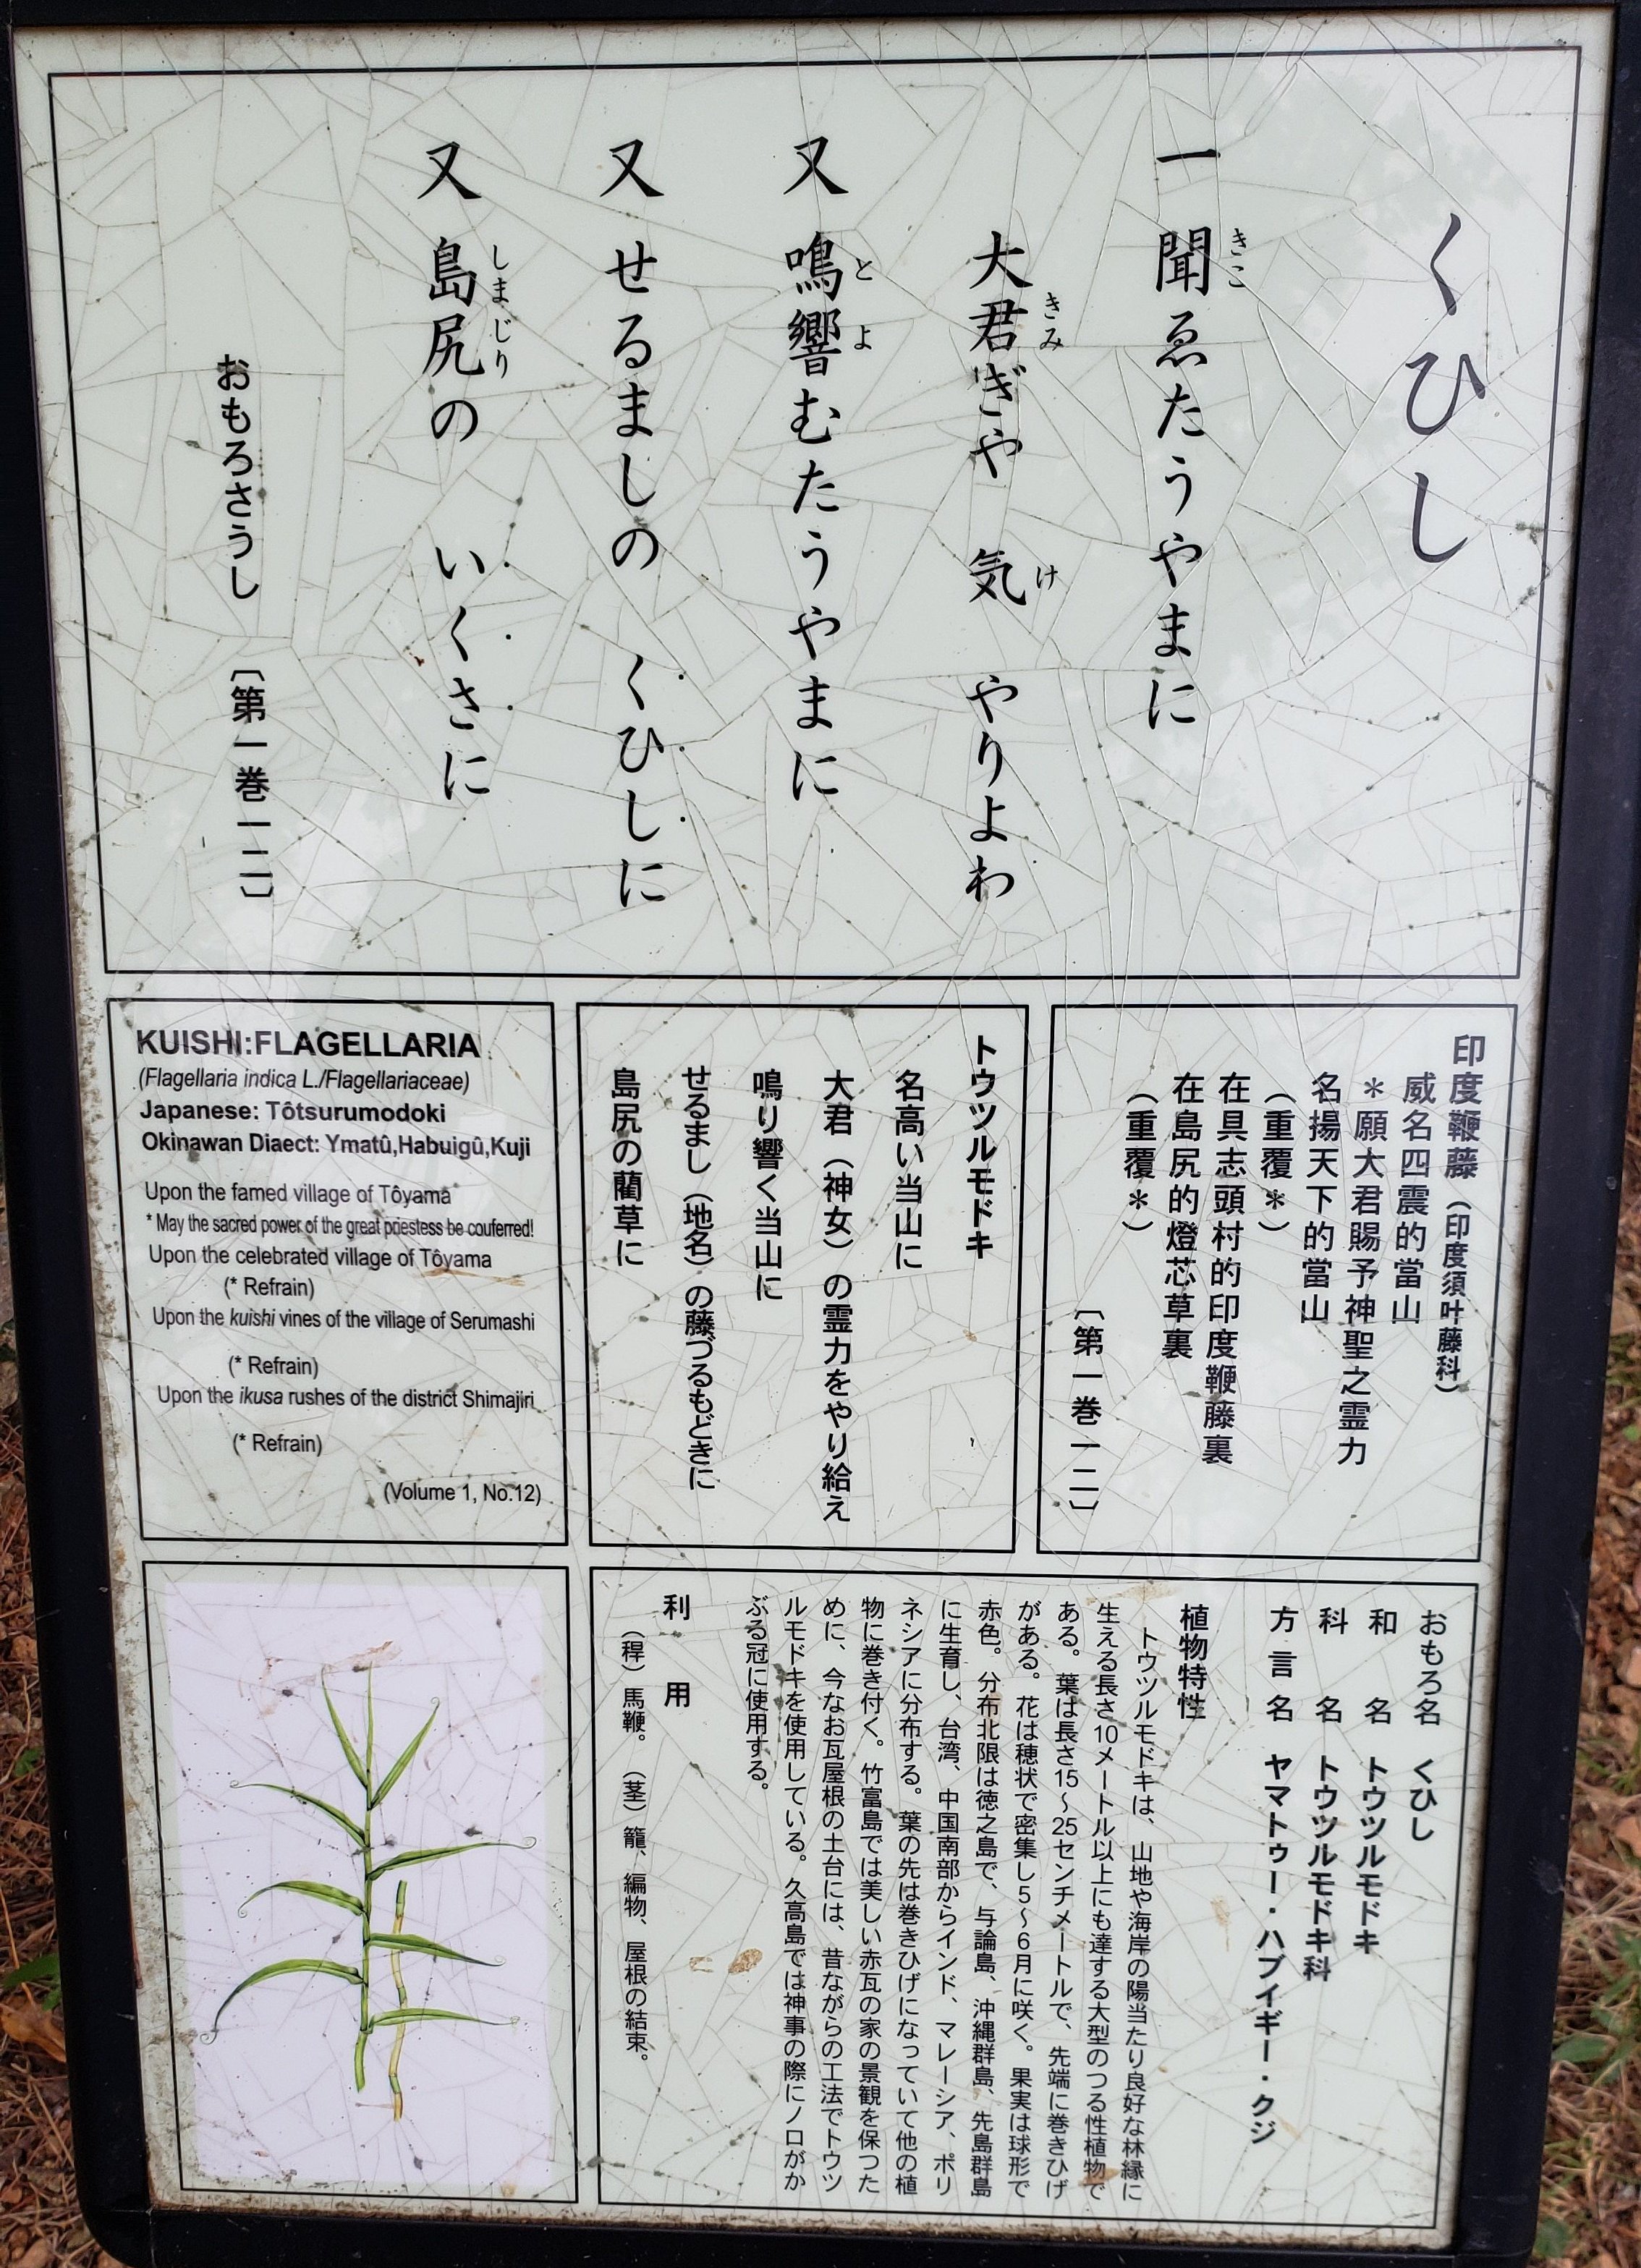 くひし
一 聞ゑたうやまに
きこ
大君ぎや 気 やりよわ
きみ け
又 鳴響むたうやまに
とよ
又 せるましの くひしに
又 島尻の いくさに
しまじり
おもろさうし 〔第一巻一二〕
印度鞭藤（印度須叶藤科）
威名四震的當山
＊願大君賜予神聖之霊力
名揚天下的當山
（重覆＊）
在具志頭村的印度鞭藤裏
在島尻的燈芯草裏
（重覆＊）
〔第一巻一二〕
トウツルモドキ
名高い当山に
大君（神女）の霊力をやり給え
鳴り響く当山に
せるまし（地名）の藤づるもどきに
島尻の藺草に
KUISHI:FLAGELLARIA
(Flagellaria indica L./Flagellariaceae)
Japanese: Tôtsurumodoki
Okinawan Diaect: Ymatû,Habuigû,Kuji
Upon the famed village of Tôyama
* May the sacred power of the great priestess be couferred!
Upon the celebrated village of Tôyama
(* Refrain)
Upon the kuishi vines of the village of Serumashi
(* Refrain)
Upon the ikusa rushes of the district Shimajiri
(* Refrain)
(Volume 1, No.12)
おもろ名 くひし
和名 トウツルモドキ
科名 トウツルモドキ科
方言名 ヤマトゥー・ハブイギー・クジ
植物特性
トウツルモドキは、山地や海岸の陽当たり良好な林縁に
生える長さ10メートル以上にも達する大型のつる性植物で
ある。葉は長さ15～25センチメートルで、先端に巻きひげ
がある。花は穂状で密集し5～6月に咲く。果実は球形で
赤色。分布北限は徳之島で、与論島、沖縄群島、先島群島
に生育し、台湾、中国南部からインド、マレーシア、ポリ
ネシアに分布する。葉の先は巻きひげになっていて他の植
物に巻き付く。竹富島では美しい赤瓦の家の景観を保つた
めに、今なお瓦屋根の土台には、昔ながらの工法でトウツ
ルモドキを使用している。久高島では神事の際にノロがか
ぶる冠に使用する。
利用
（稈）馬鞭。（茎）籠、編物、屋根の結束。